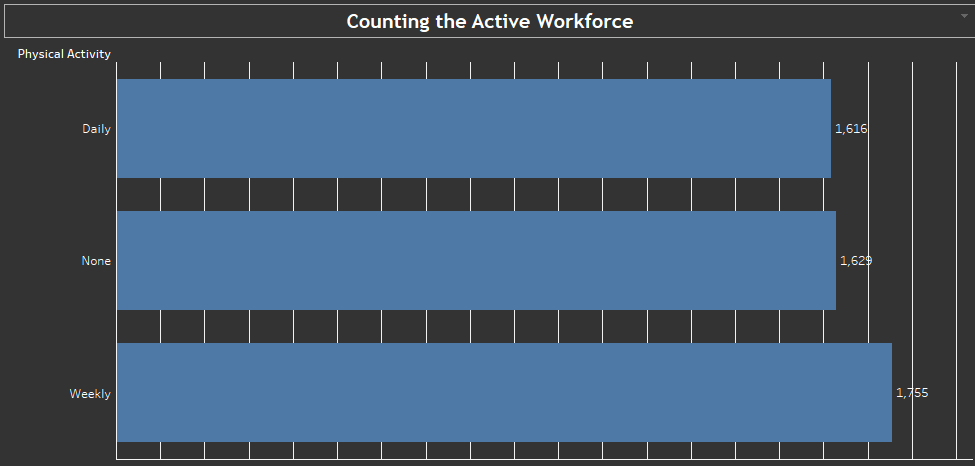 Counting the Active Workforce
Physical Activity
Daily
1,616
None
1,629
Weekly
1,755